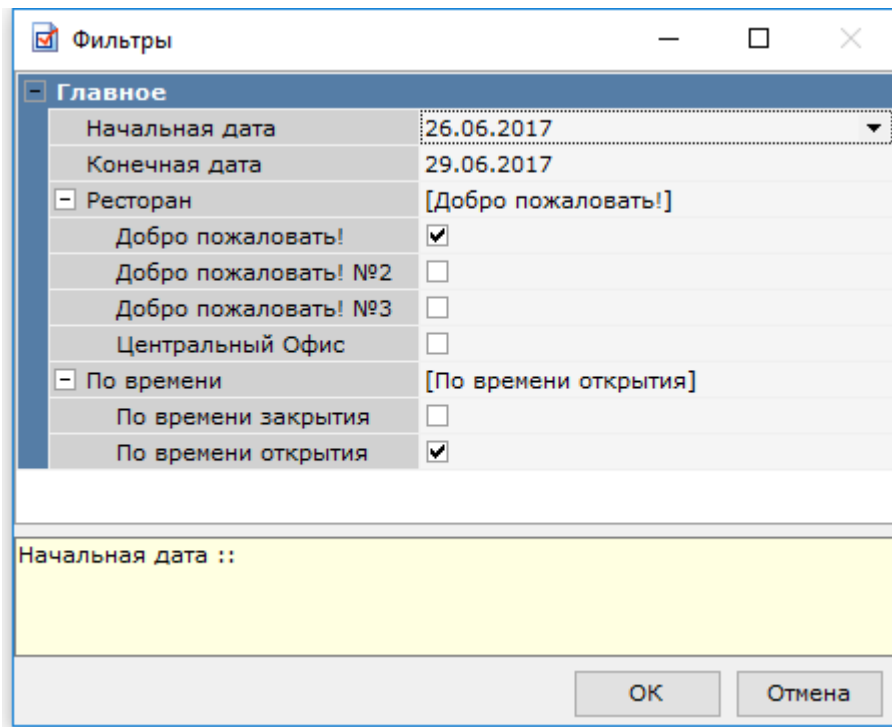 Фильтры
Главное
Начальная дата 26.06.2017
Конечная дата 29.06.2017
Ресторан [Добро пожаловать!]
Добро пожаловать!
Добро пожаловать! №2
Добро пожаловать! №3
Центральный Офис
По времени [По времени открытия]
По времени закрытия
По времени открытия
Начальная дата ::
ОК Отмена